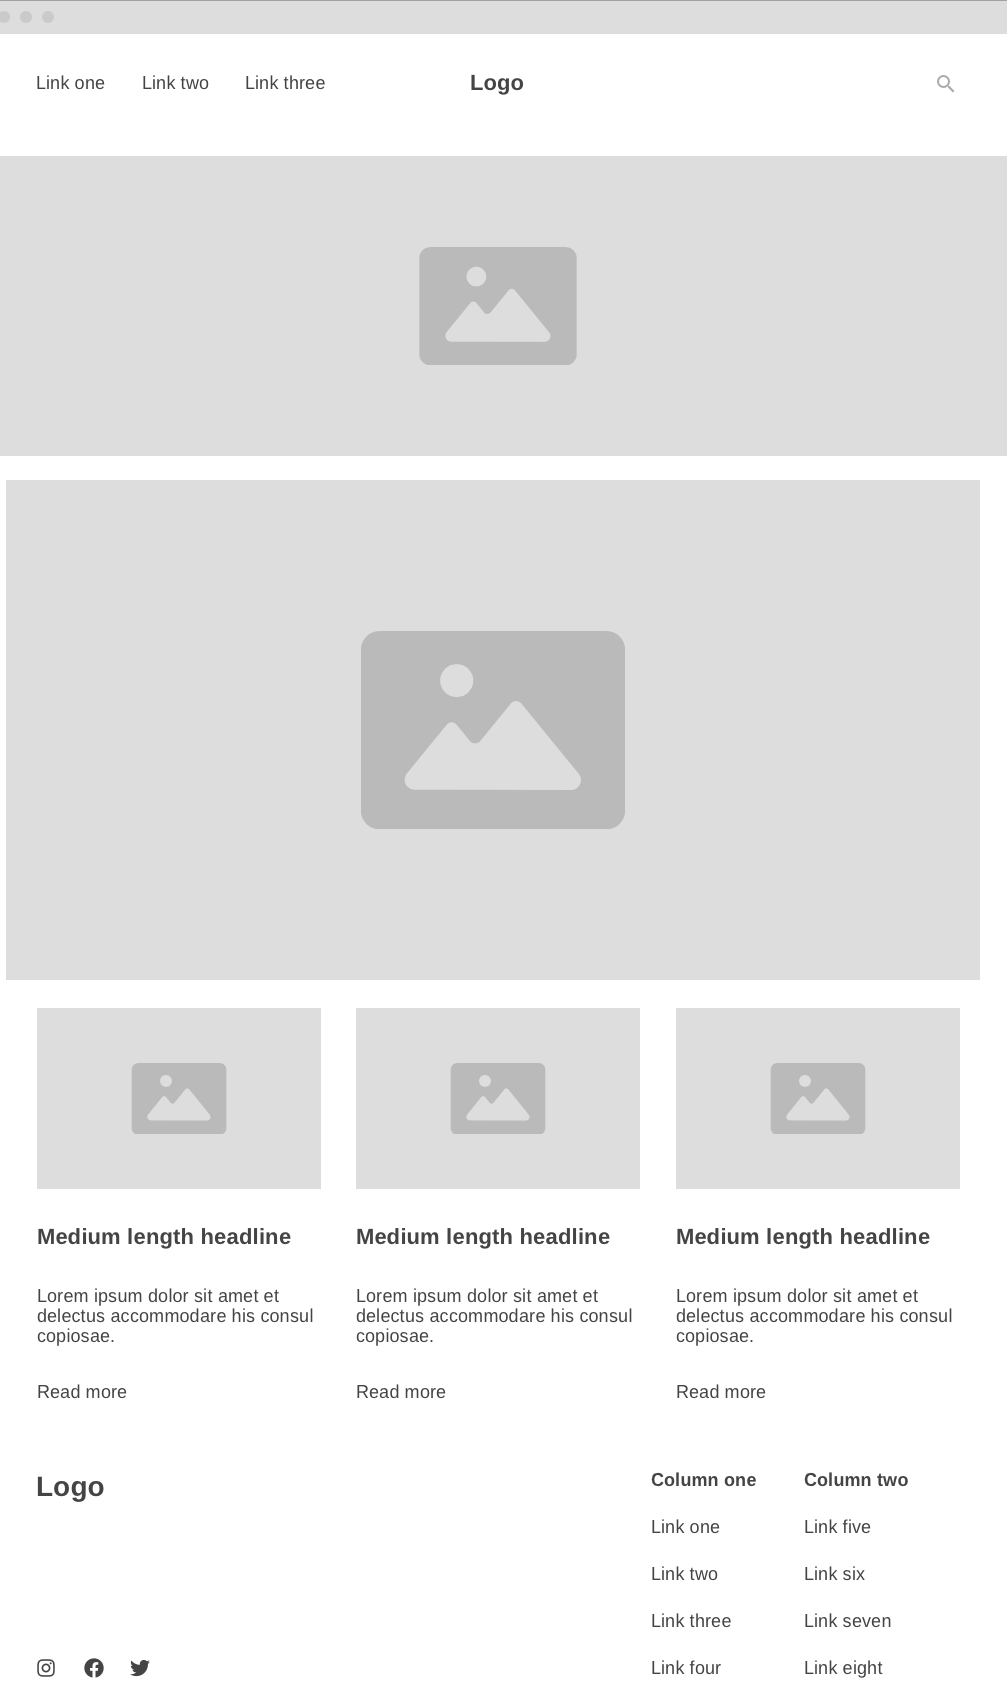 Link one
Link two
Link three
Logo
Medium length headline
Lorem ipsum dolor sit amet et
delectus accommodare his consul
copiosae.
Read more
Medium length headline
Lorem ipsum dolor sit amet et
delectus accommodare his consul
copiosae.
Read more
Medium length headline
Lorem ipsum dolor sit amet et
delectus accommodare his consul
copiosae.
Read more
Logo
Column one
Link one
Link two
Link three
Link four
Column two
Link five
Link six
Link seven
Link eight